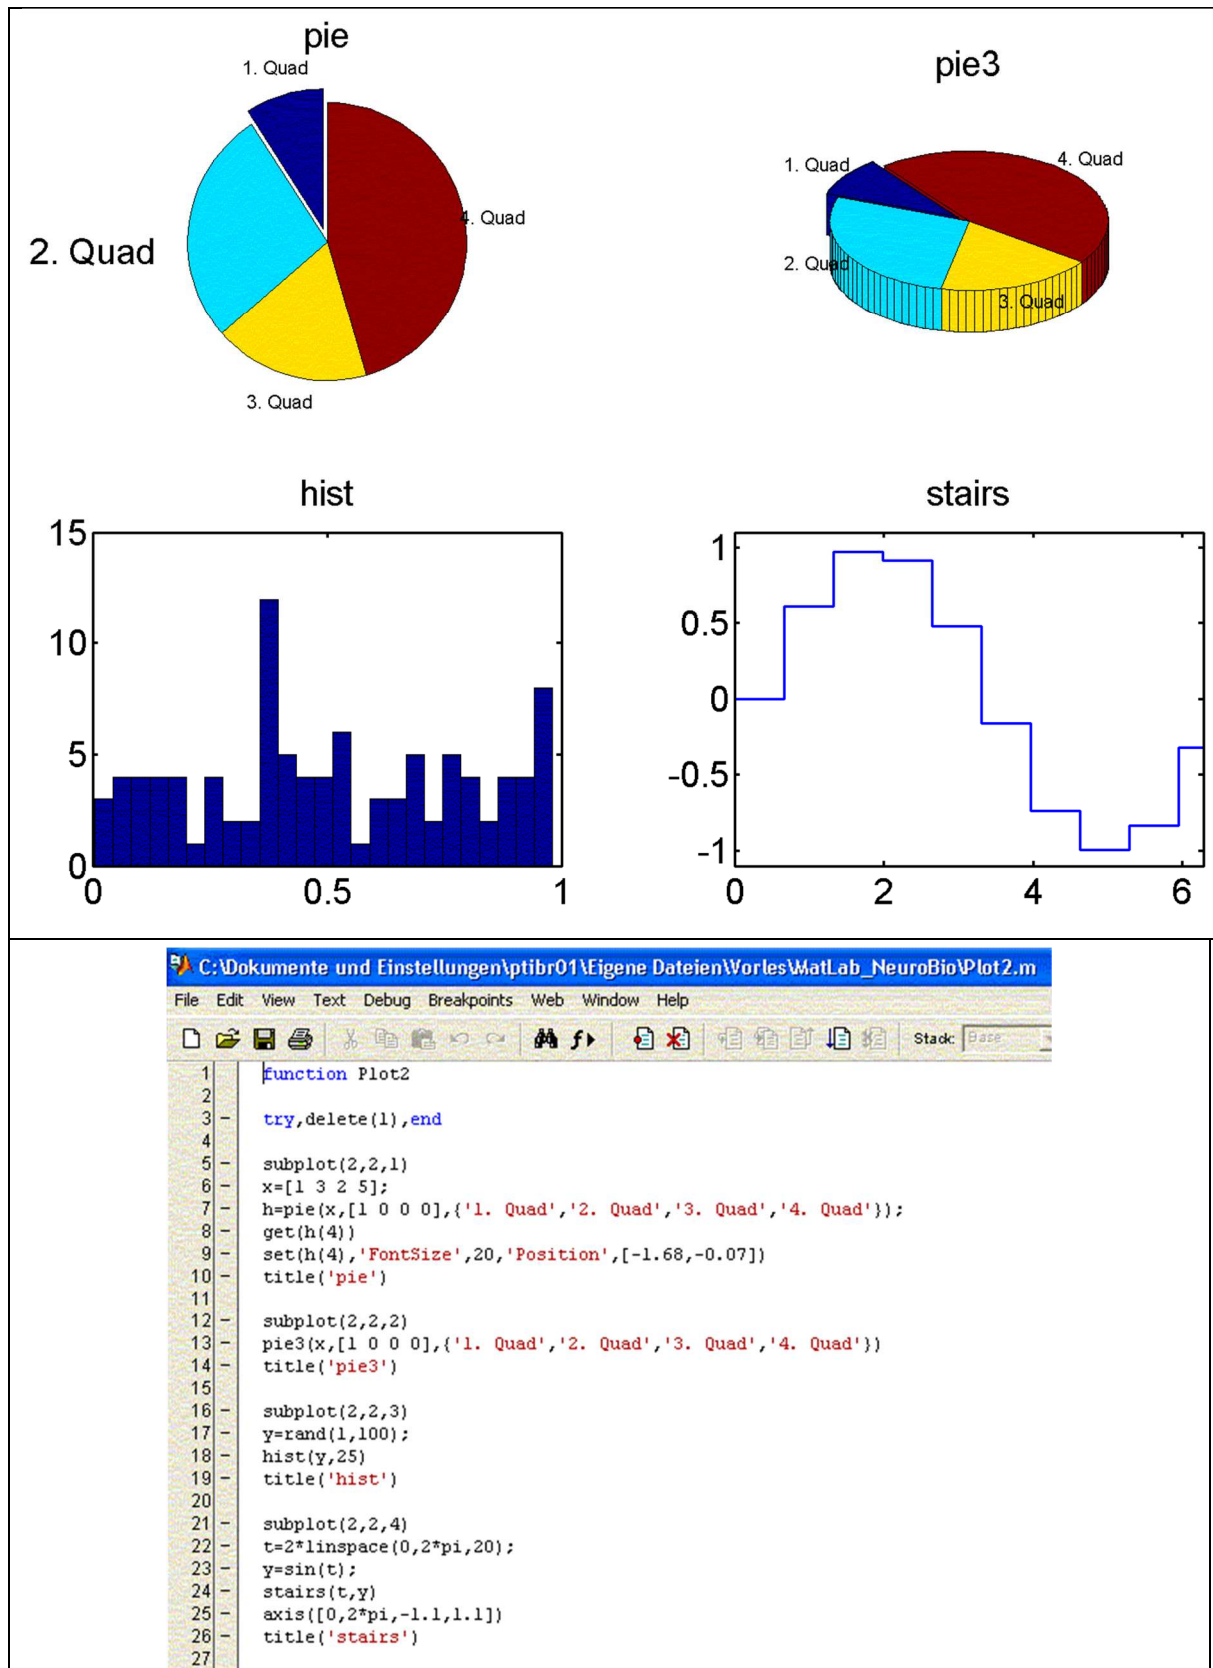 pie
1. Quad
4. Quad
2. Quad
3. Quad
pie3
1. Quad
4. Quad
2. Quad
3. Quad
hist
15
10
5
0
0 0.5 1
stairs
1
0.5
0
-0.5
-1
0 2 4 6
C:\Dokumente und Einstellungen\ptibr01\Eigene Dateien\Vorles\MatLab_NeuroBio\Plot2.m
File Edit View Text Debug Breakpoints Web Window Help
Stack: Base
1 function Plot2
2
3 - try,delete(1),end
4
5 - subplot(2,2,1)
6 - x=[1 3 2 5];
7 - h=pie(x,[1 0 0 0],{'1. Quad','2. Quad','3. Quad','4. Quad'});
8 - get(h(4))
9 - set(h(4),'FontSize',20,'Position',[-1.68,-0.07])
10 - title('pie')
11
12 - subplot(2,2,2)
13 - pie3(x,[1 0 0 0],{'1. Quad','2. Quad','3. Quad','4. Quad'})
14 - title('pie3')
15
16 - subplot(2,2,3)
17 - y=rand(1,100);
18 - hist(y,25)
19 - title('hist')
20
21 - subplot(2,2,4)
22 - t=2*linspace(0,2*pi,20);
23 - y=sin(t);
24 - stairs(t,y)
25 - axis([0,2*pi,-1.1,1.1])
26 - title('stairs')
27